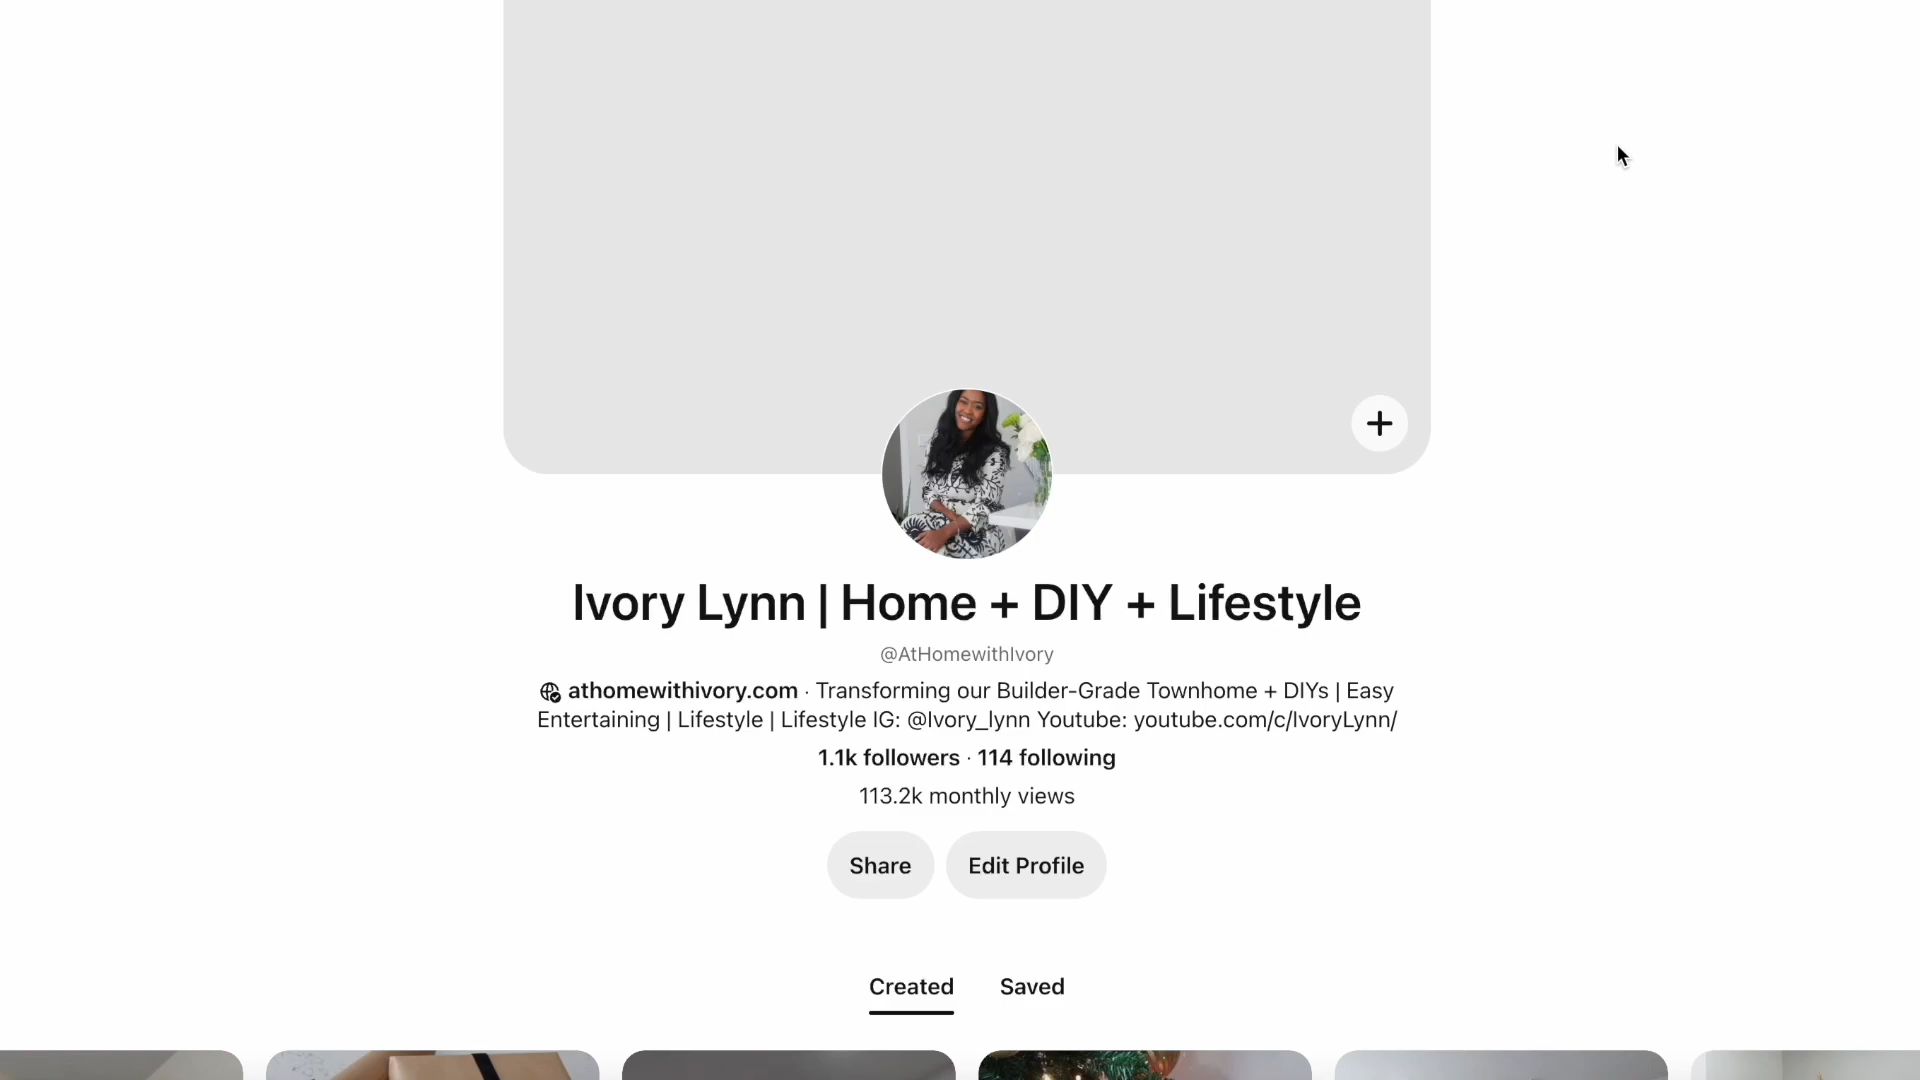 Ivory Lynn | Home + DIY + Lifestyle
@AtHomewithIvory
athomewithivory.com · Transforming our Builder-Grade Townhome + DIYs | Easy
Entertaining | Lifestyle | Lifestyle IG: @Ivory_lynn Youtube: youtube.com/c/IvoryLynn/
1.1k followers · 114 following
113.2k monthly views
Share Edit Profile
Created Saved